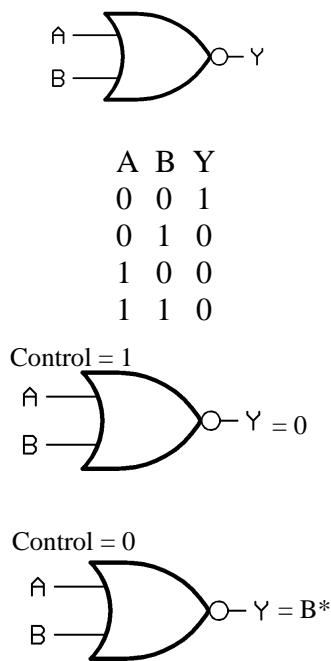 A
B
Y
A B Y
0 0 1
0 1 0
1 0 0
1 1 0
Control = 1
A
B
Y = 0
Control = 0
A
B
Y = B*